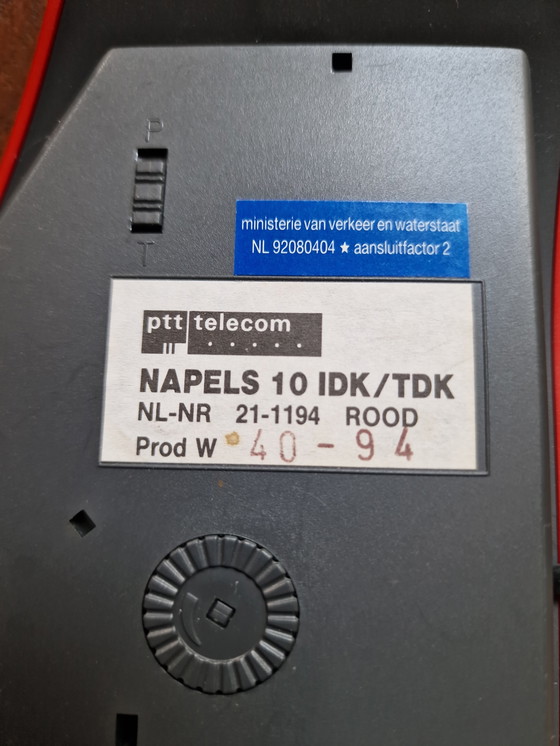 P
T
ministerie van verkeer en waterstaat
NL 92080404 ★ aansluitfactor 2
ptt telecom
NAPELS 10 IDK/TDK
NL-NR 21-1194 ROOD
Prod W 40 - 94